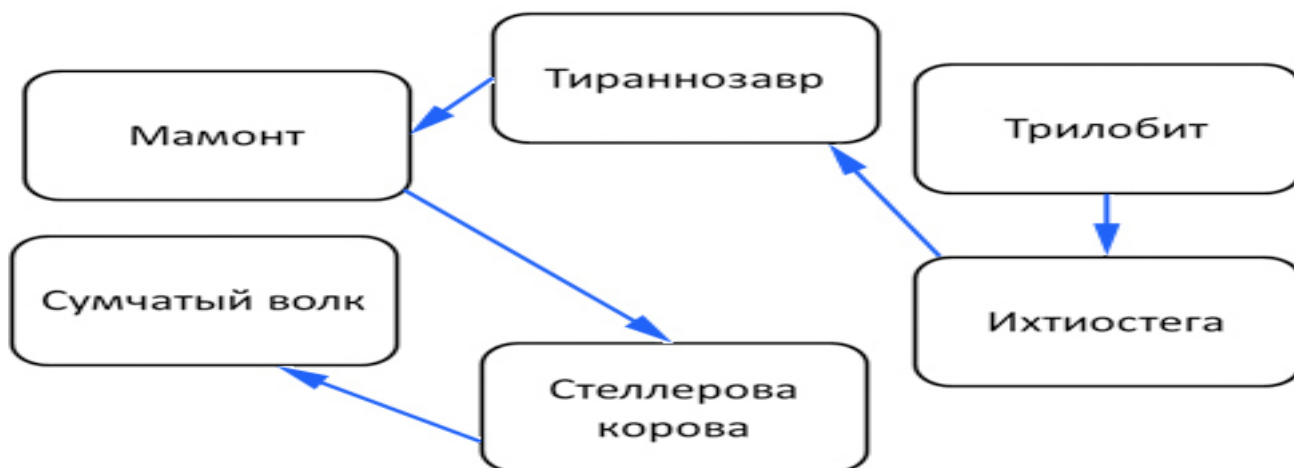 Тираннозавр
Мамонт
Трилобит
Сумчатый волк
Ихтиостега
Стеллерова
корова